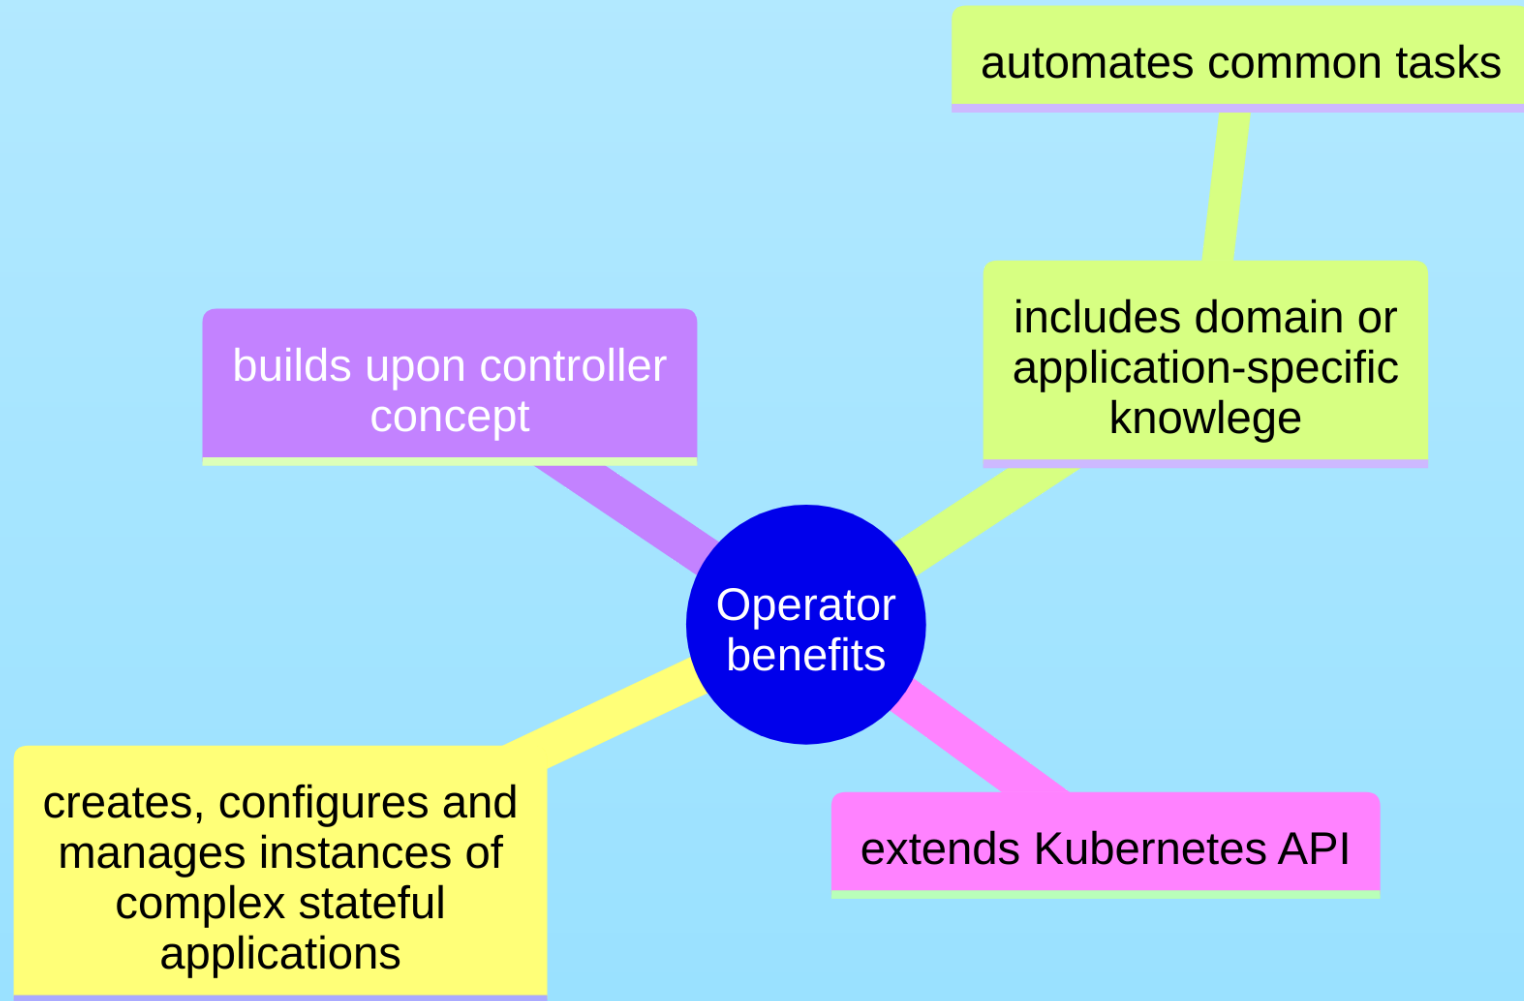 automates common tasks
includes domain or
application-specific
knowlege
builds upon controller
concept
Operator
benefits
creates, configures and
manages instances of
complex stateful
applications
extends Kubernetes API